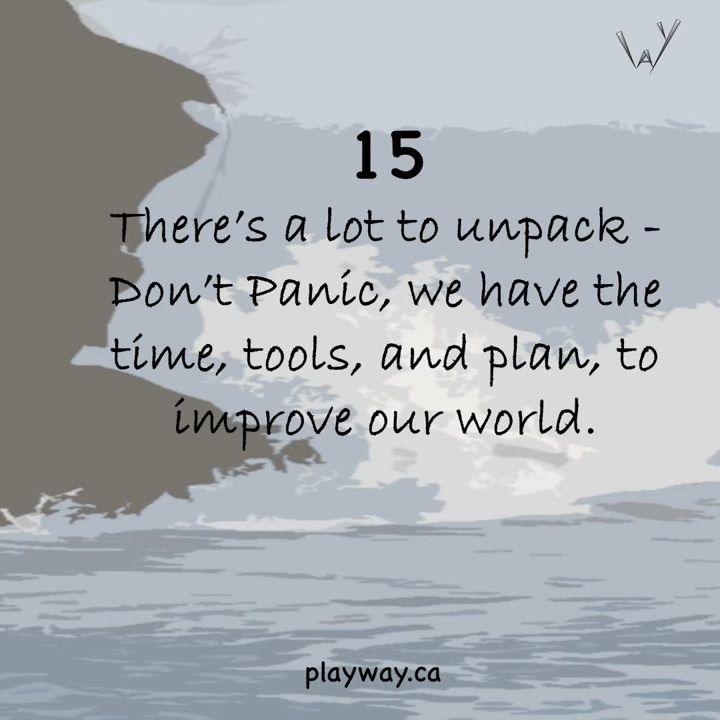 WAY
15
There's a lot to unpack -
Don't Panic, we have the
time, tools, and plan, to
improve our world.
playway.ca